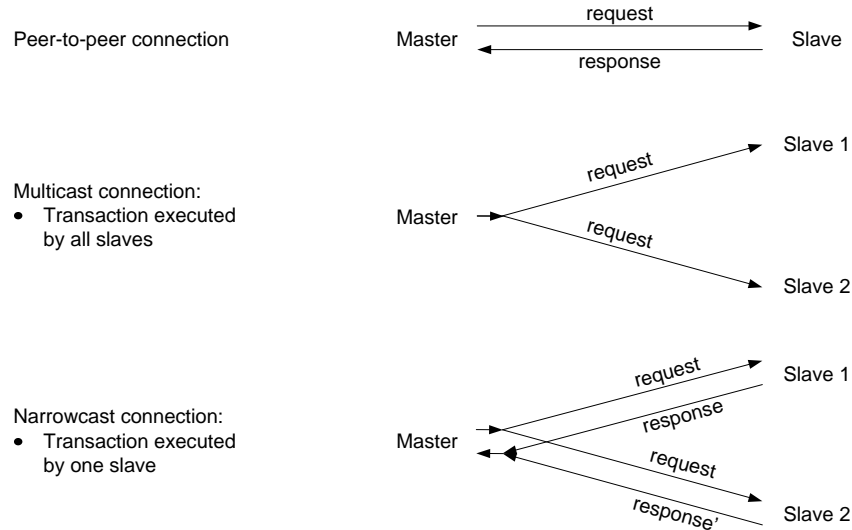 request
Peer-to-peer connection
Master
Slave
response
Slave 1
request
Multicast connection:
• Transaction executed
by all slaves
Master
request
Slave 2
request
Slave 1
response
Narrowcast connection:
• Transaction executed
by one slave
Master
request
response’
Slave 2